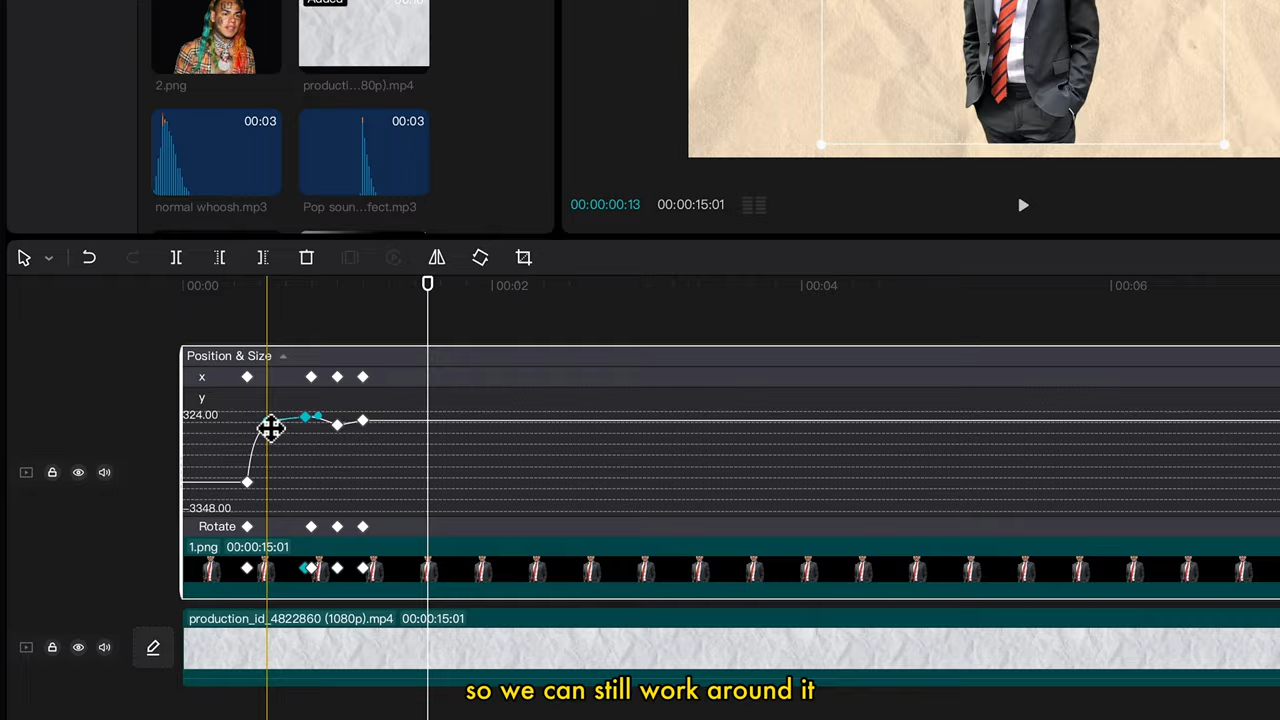 Added
2.png
producti...80p).mp4
00:03
00:03
normal whoosh.mp3
Pop soun...fect.mp3
00:00:00:13
00:00:15:01
00:00
00:02
00:04
00:06
Position & Size
x
y
324.00
-3348.00
Rotate
1.png 00:00:15:01
production_id_4822860 (1080p).mp4 00:00:15:01
so we can still work around it